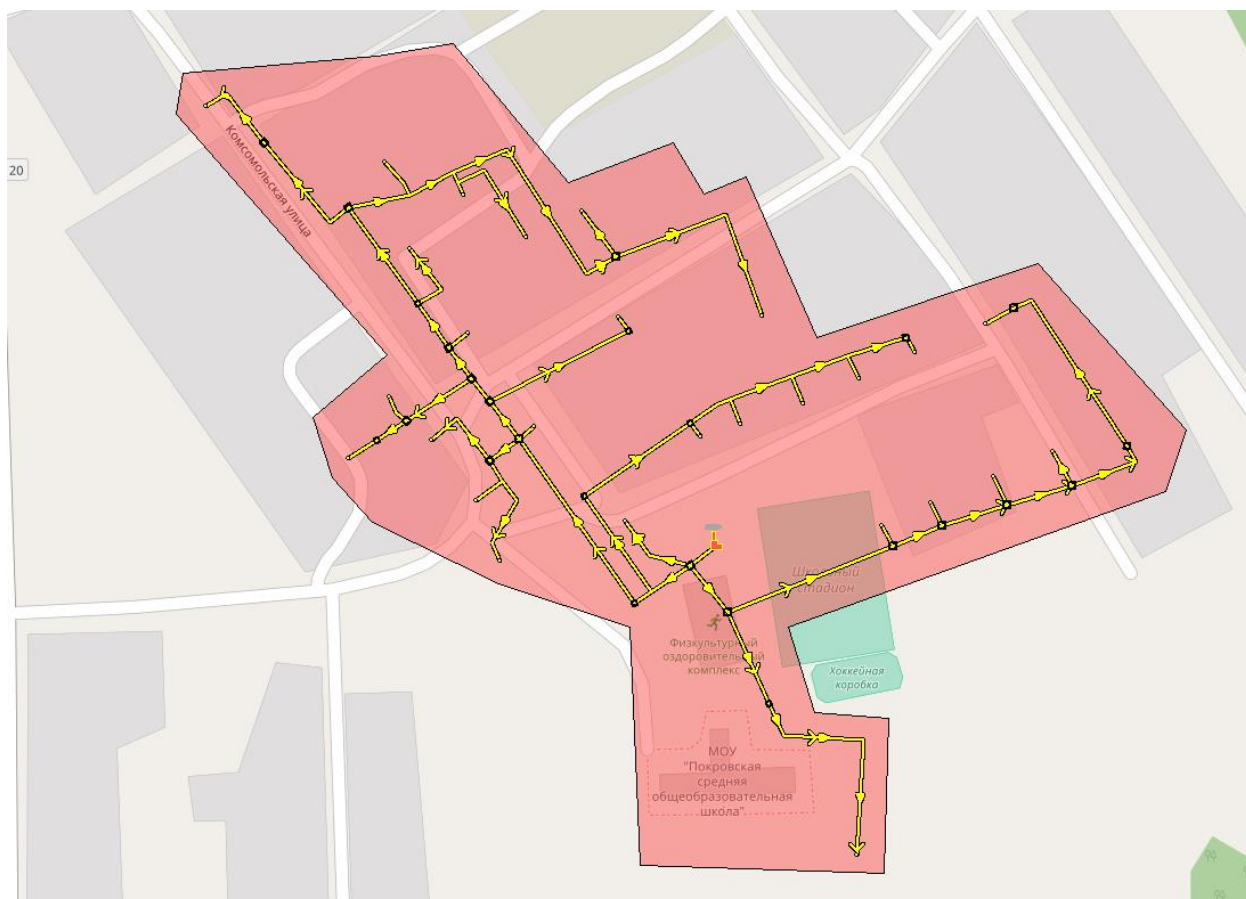 20
Комсомольская улица
Школьный
стадион
Физкультурный
оздоровительный
комплекс
Хоккейная
коробка
МОУ
"Покровская
средняя
общеобразовательная
школа"